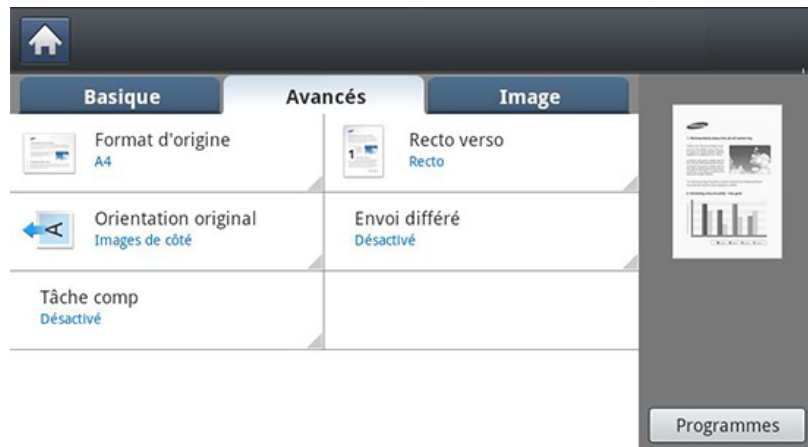 Basique
Avancés
Image
Format d'origine
A4
Recto verso
Recto
Orientation original
Images de côté
Envoi différé
Désactivé
Tâche comp
Désactivé
Programmes